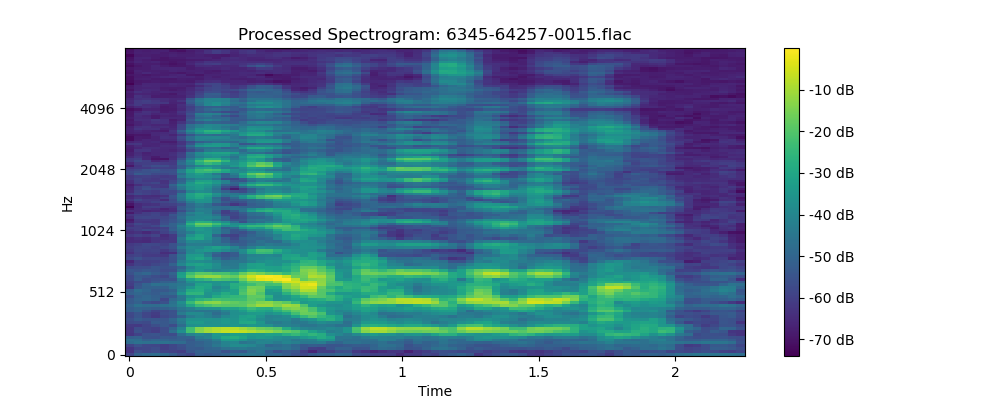 Processed Spectrogram: 6345-64257-0015.flac
Hz
4096
2048
1024
512
0
0
0.5
1
1.5
2
Time
-10 dB
-20 dB
-30 dB
-40 dB
-50 dB
-60 dB
-70 dB